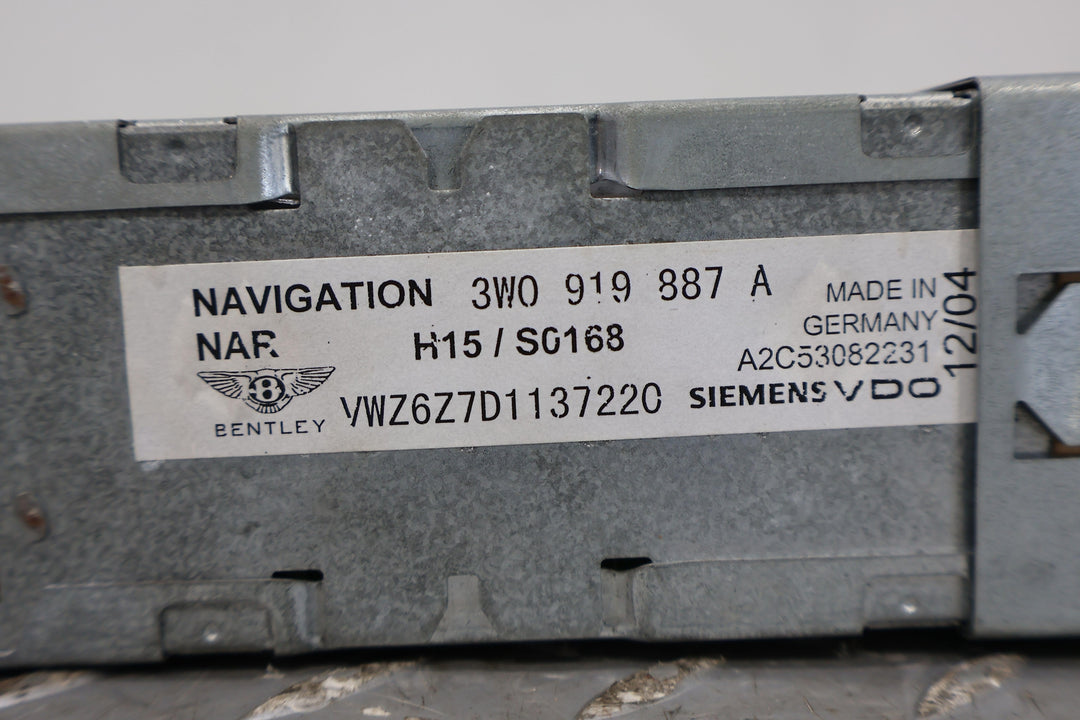 NAVIGATION 3W0 919 887 A
NAR H15 / S0168
MADE IN
GERMANY
A2C53082231
12/04
B
BENTLEY
VWZ6Z7D1137220
SIEMENS VDO